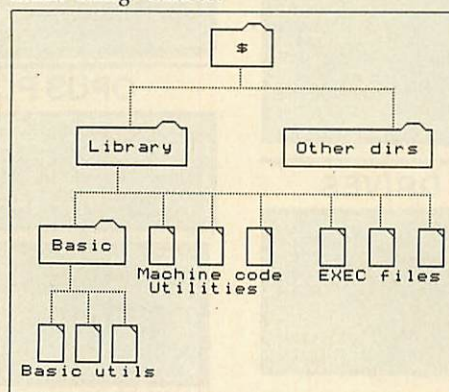 $
Library
Other dirs
Basic
Machine code
Utilities
EXEC files
Basic utils